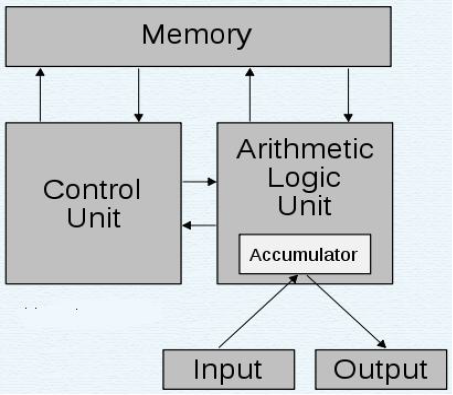 Memory
Control
Unit
Arithmetic
Logic
Unit
Accumulator
Input
Output